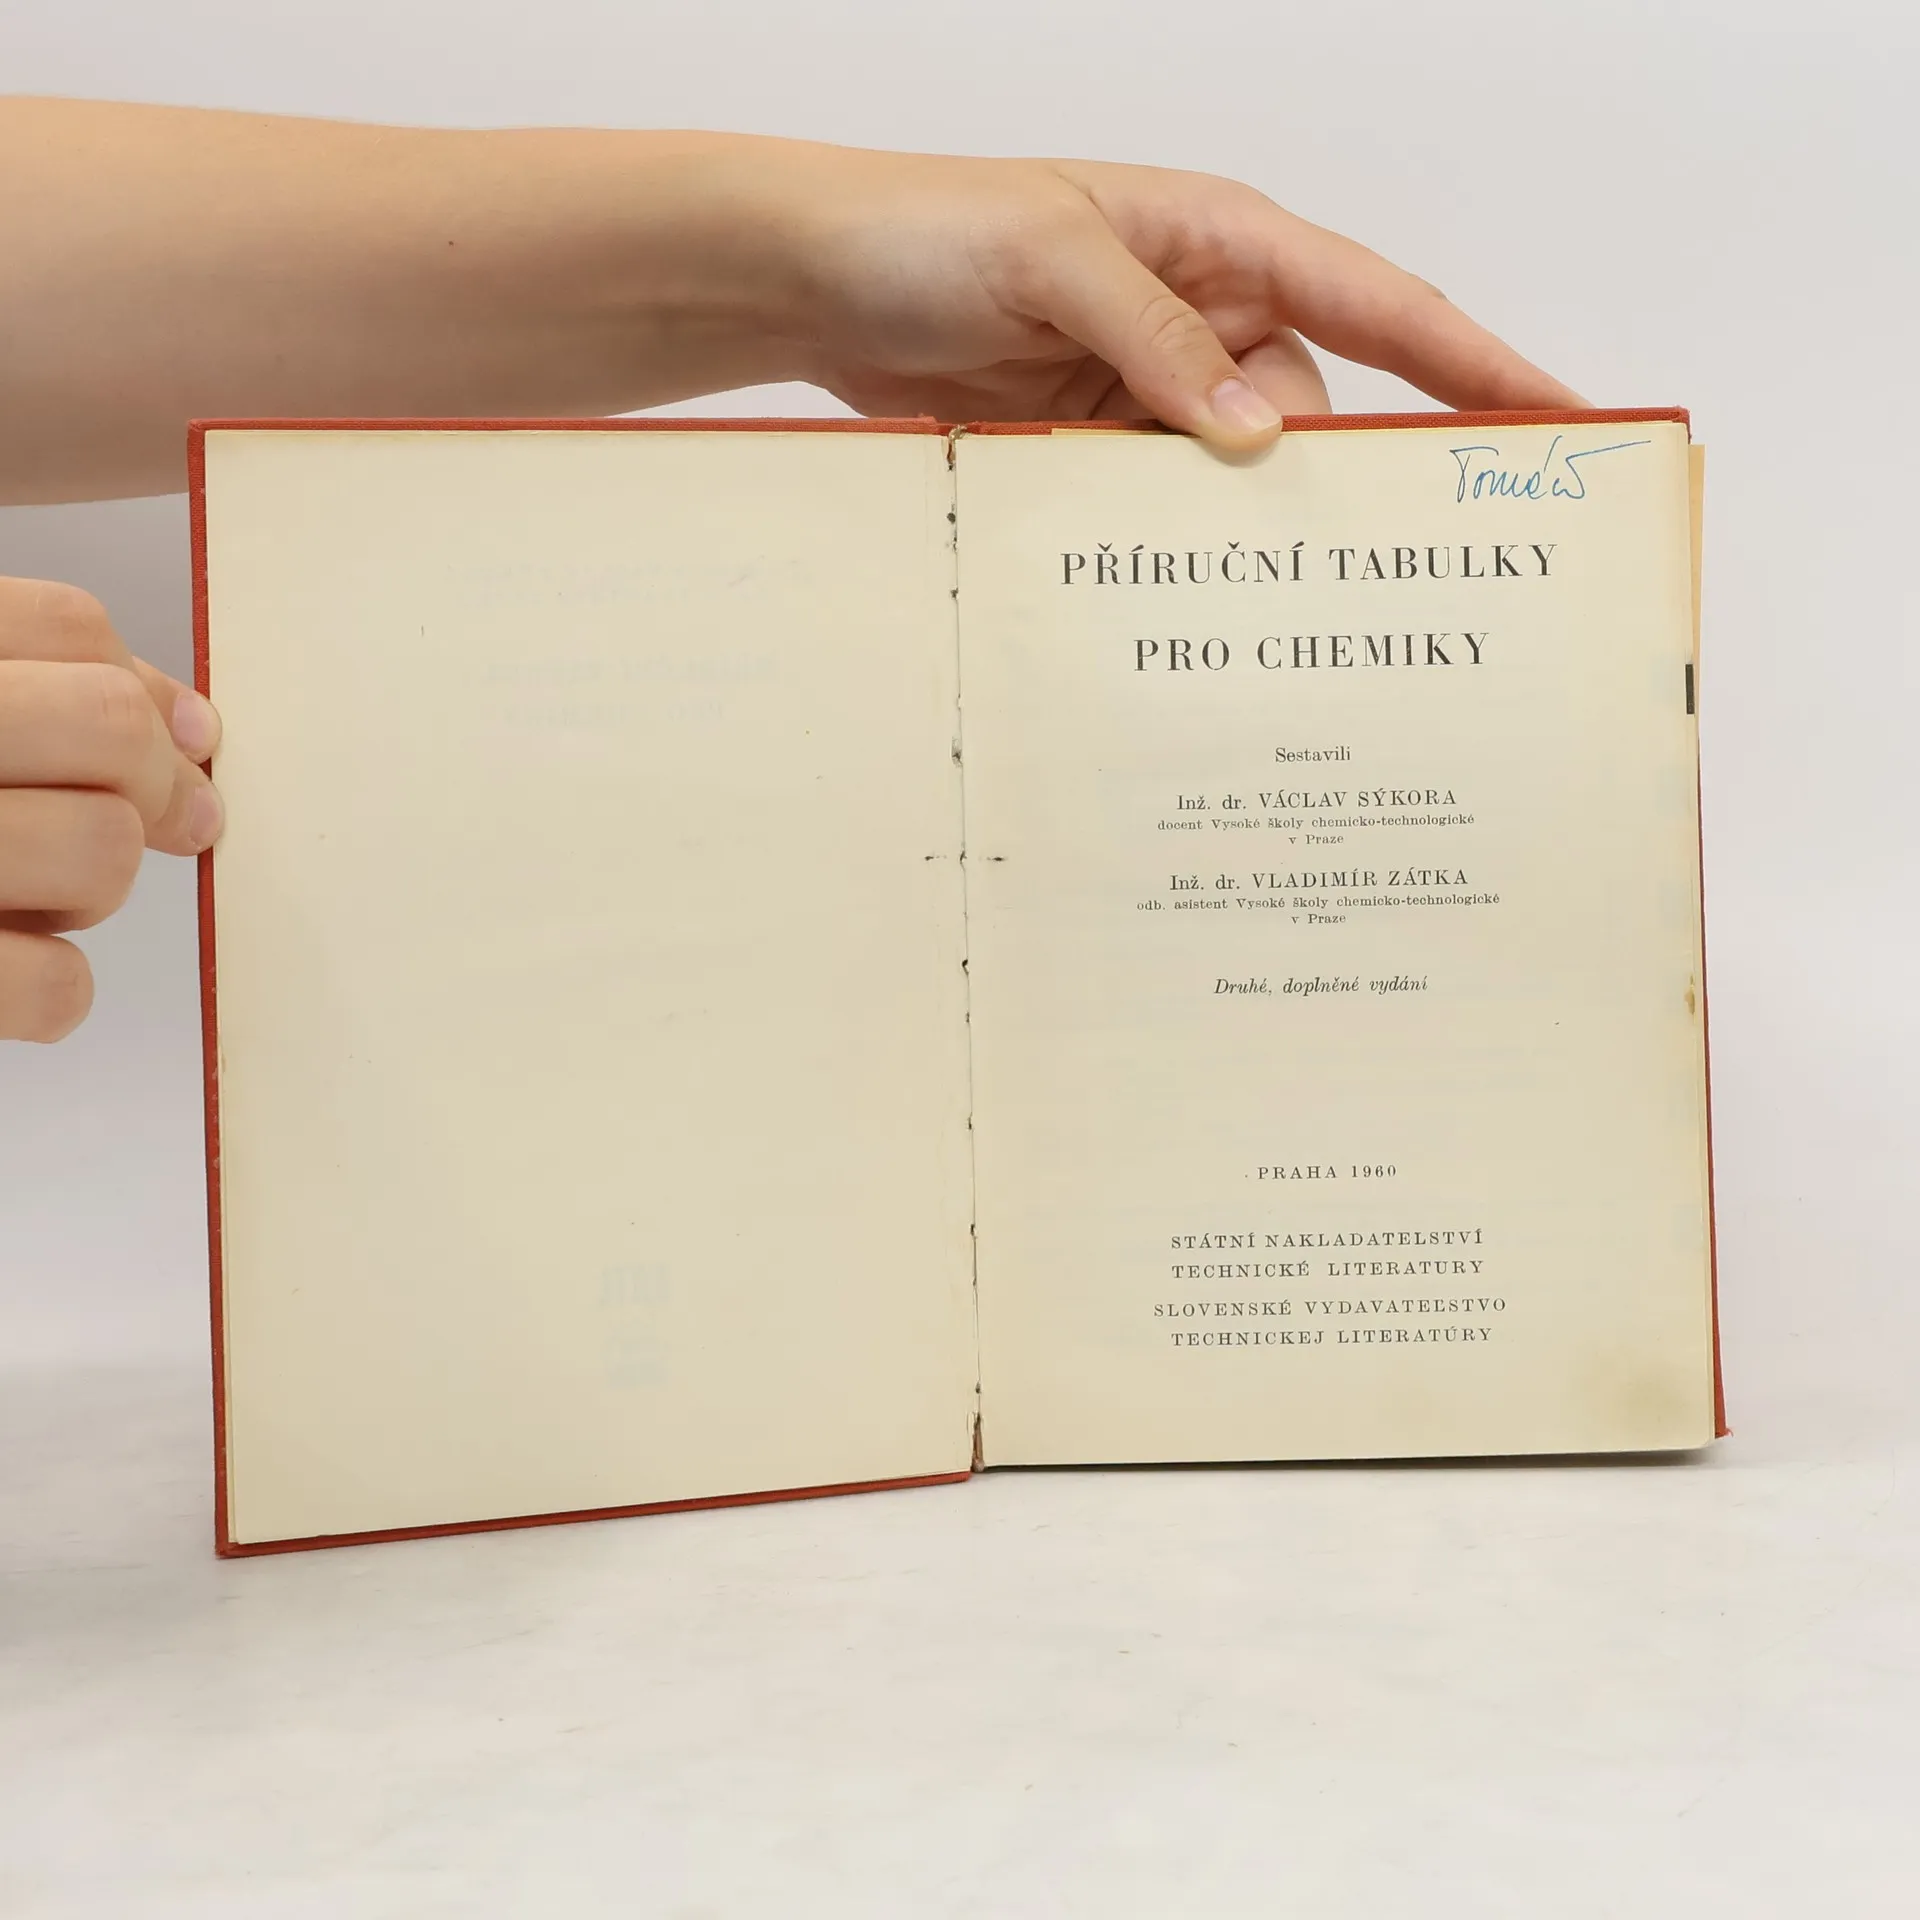 Tomáš
PŘÍRUČNÍ TABULKY
PRO CHEMIKY
Sestavili
Inž. dr. VÁCLAV SÝKORA
docent Vysoké školy chemicko-technologické
v Praze
Inž. dr. VLADIMÍR ZÁTKA
odb. asistent Vysoké školy chemicko-technologické
v Praze
Druhé, doplněné vydání
PRAHA 1960
STÁTNÍ NAKLADATELSTVÍ
TECHNICKÉ LITERATURY
SLOVENSKÉ VYDAVATEĽSTVO
TECHNICKEJ LITERATÚRY